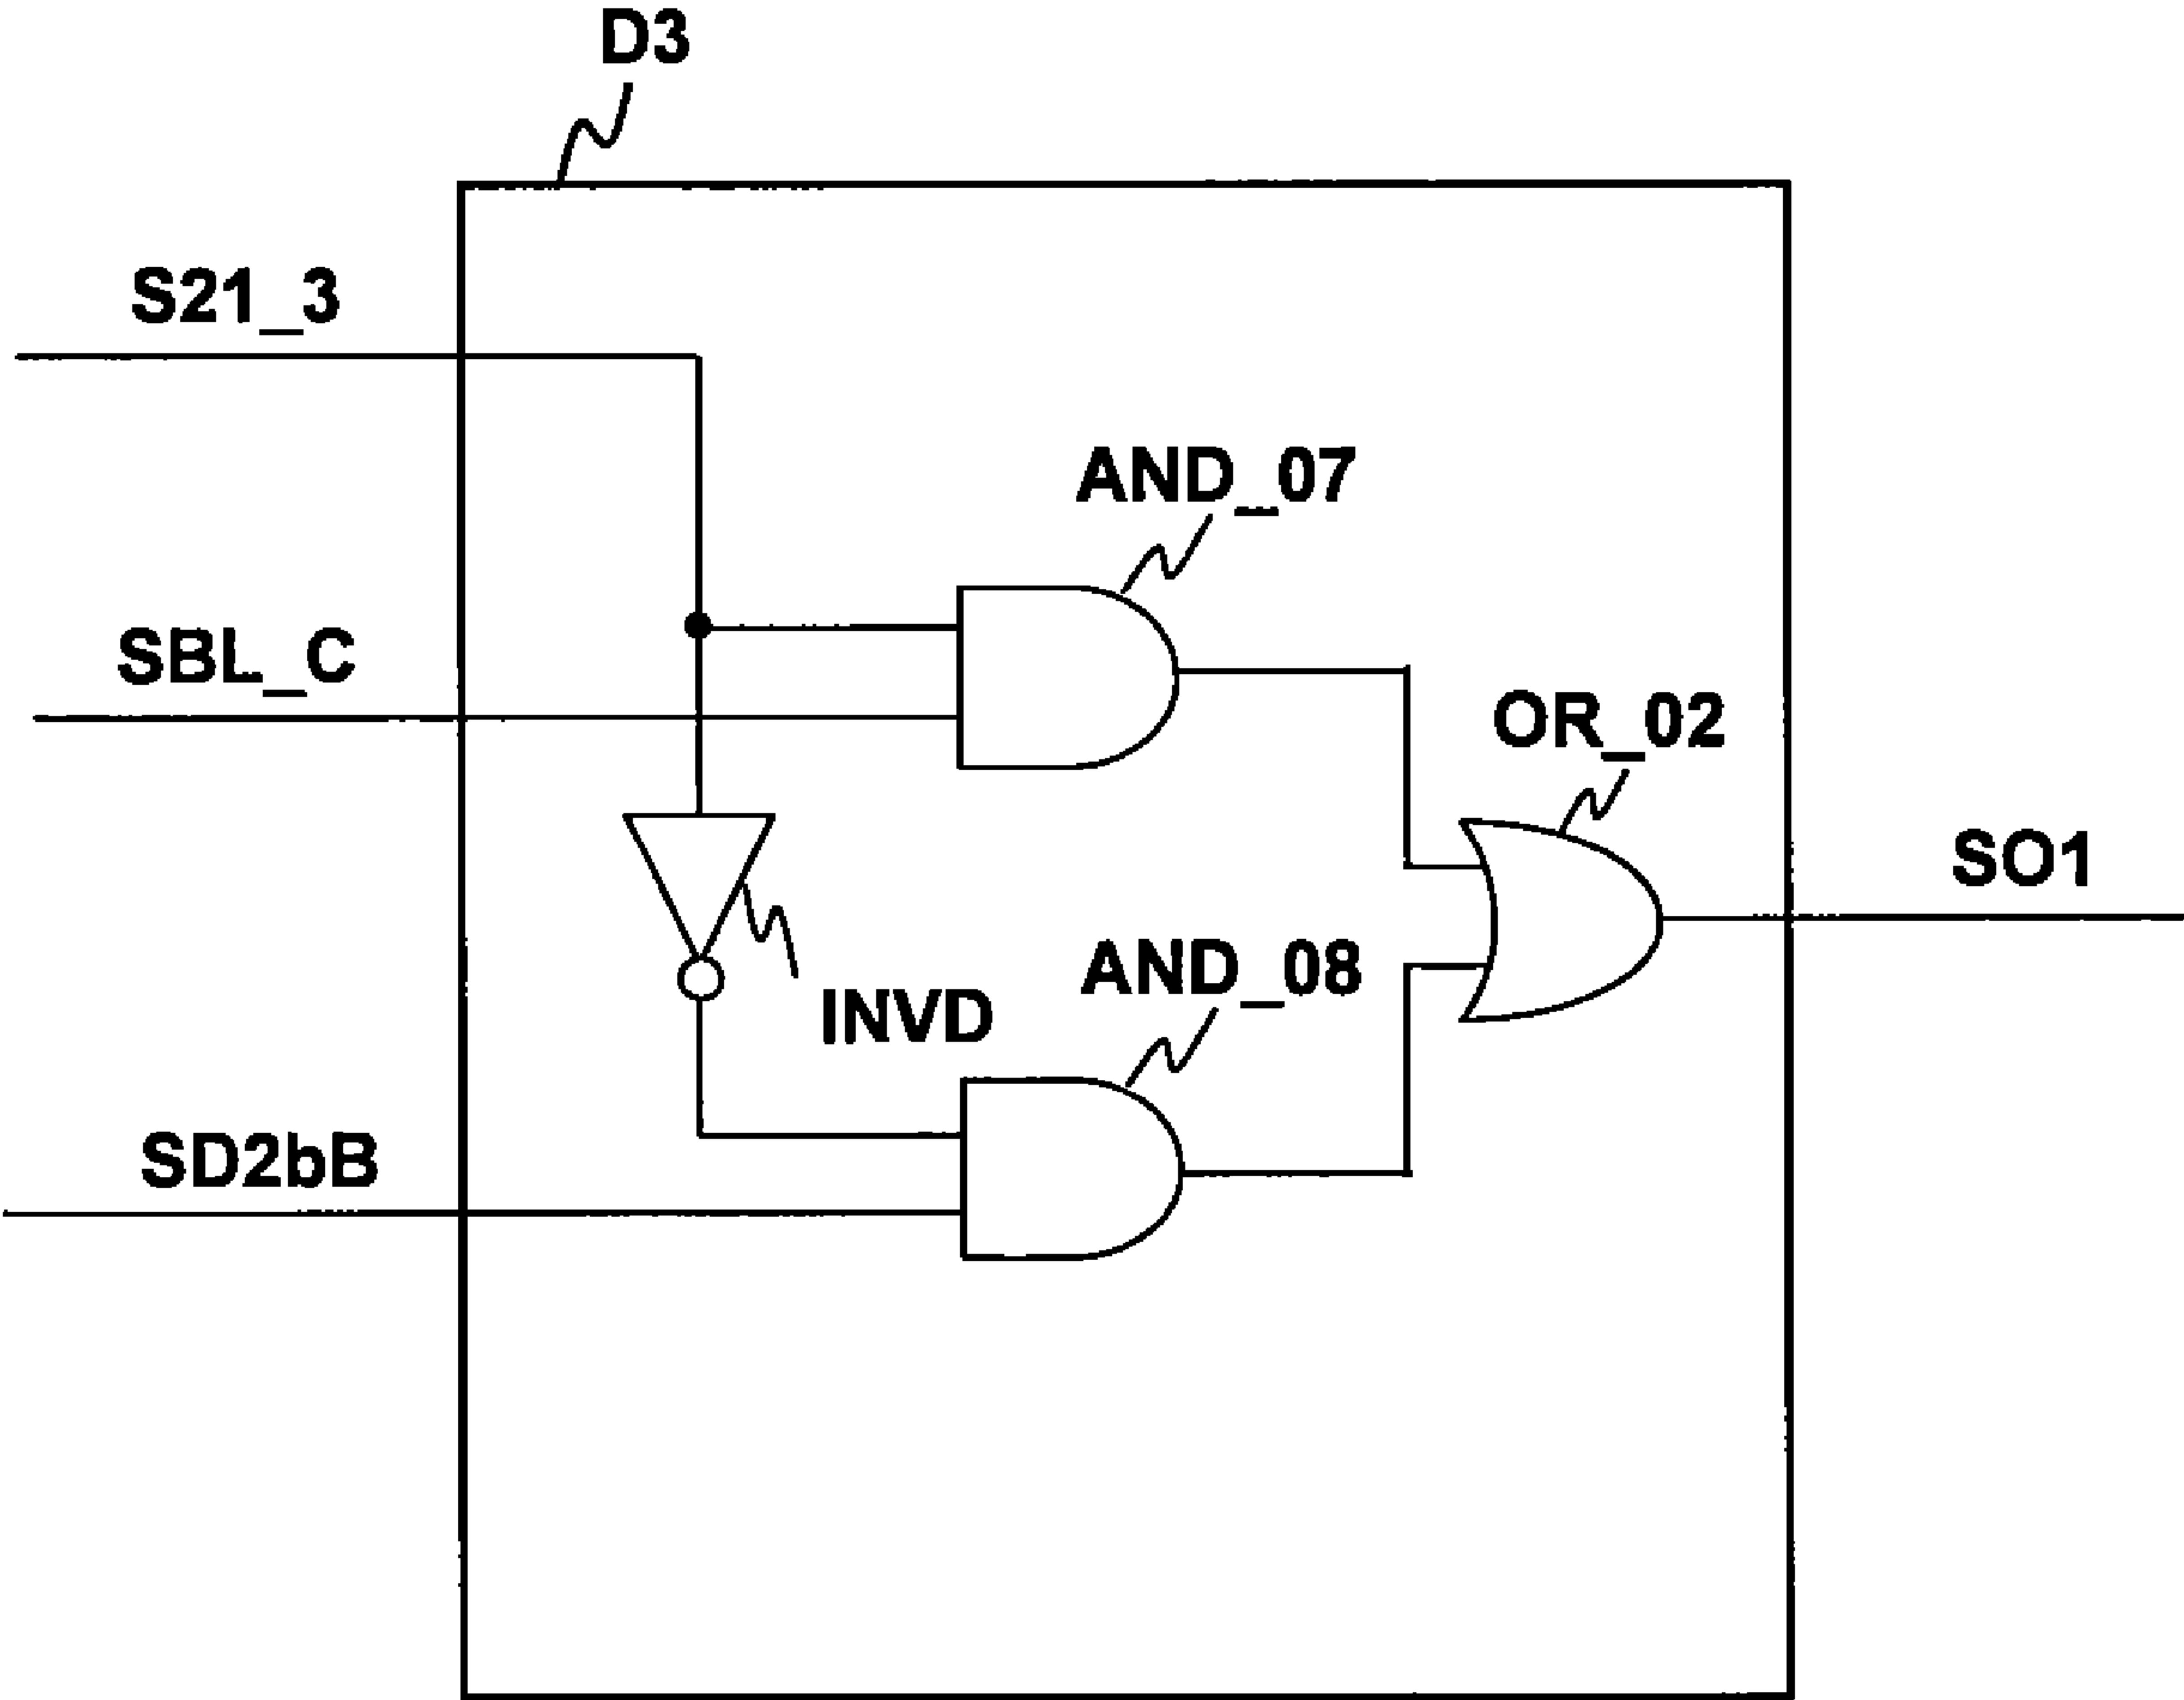 D3
S21_3
AND_07
SBL_C
OR_02
SO1
AND_08
INVD
SD2bB